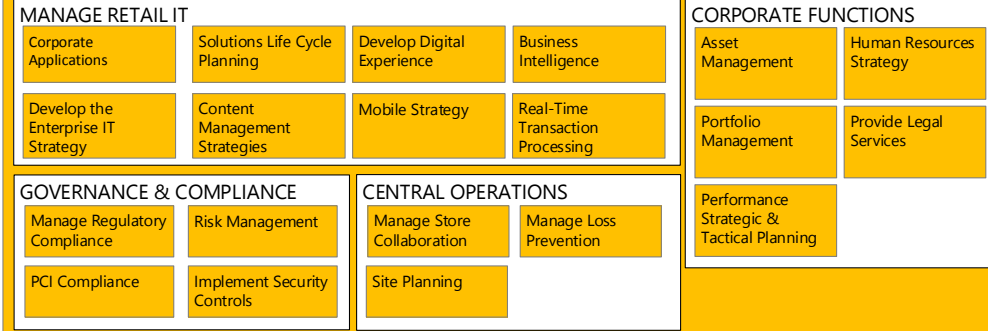 MANAGE RETAIL IT
Corporate
Applications
Solutions Life Cycle
Planning
Develop Digital
Experience
Business
Intelligence
Develop the
Enterprise IT
Strategy
Content
Management
Strategies
Mobile Strategy
Real-Time
Transaction
Processing
GOVERNANCE & COMPLIANCE
Manage Regulatory
Compliance
Risk Management
PCI Compliance
Implement Security
Controls
CENTRAL OPERATIONS
Manage Store
Collaboration
Manage Loss
Prevention
Site Planning
CORPORATE FUNCTIONS
Asset
Management
Human Resources
Strategy
Portfolio
Management
Provide Legal
Services
Performance
Strategic &
Tactical Planning